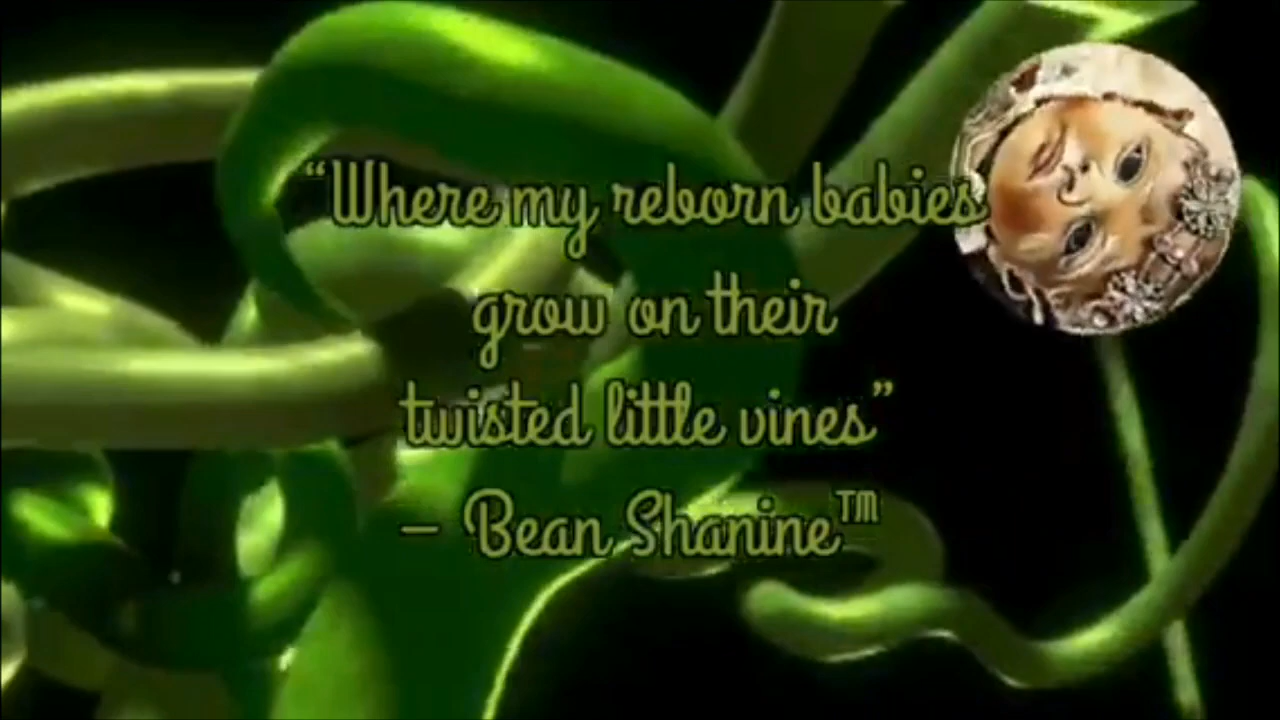 “Where my reborn babies
grow on their
twisted little vines”
– Bean Shanine™